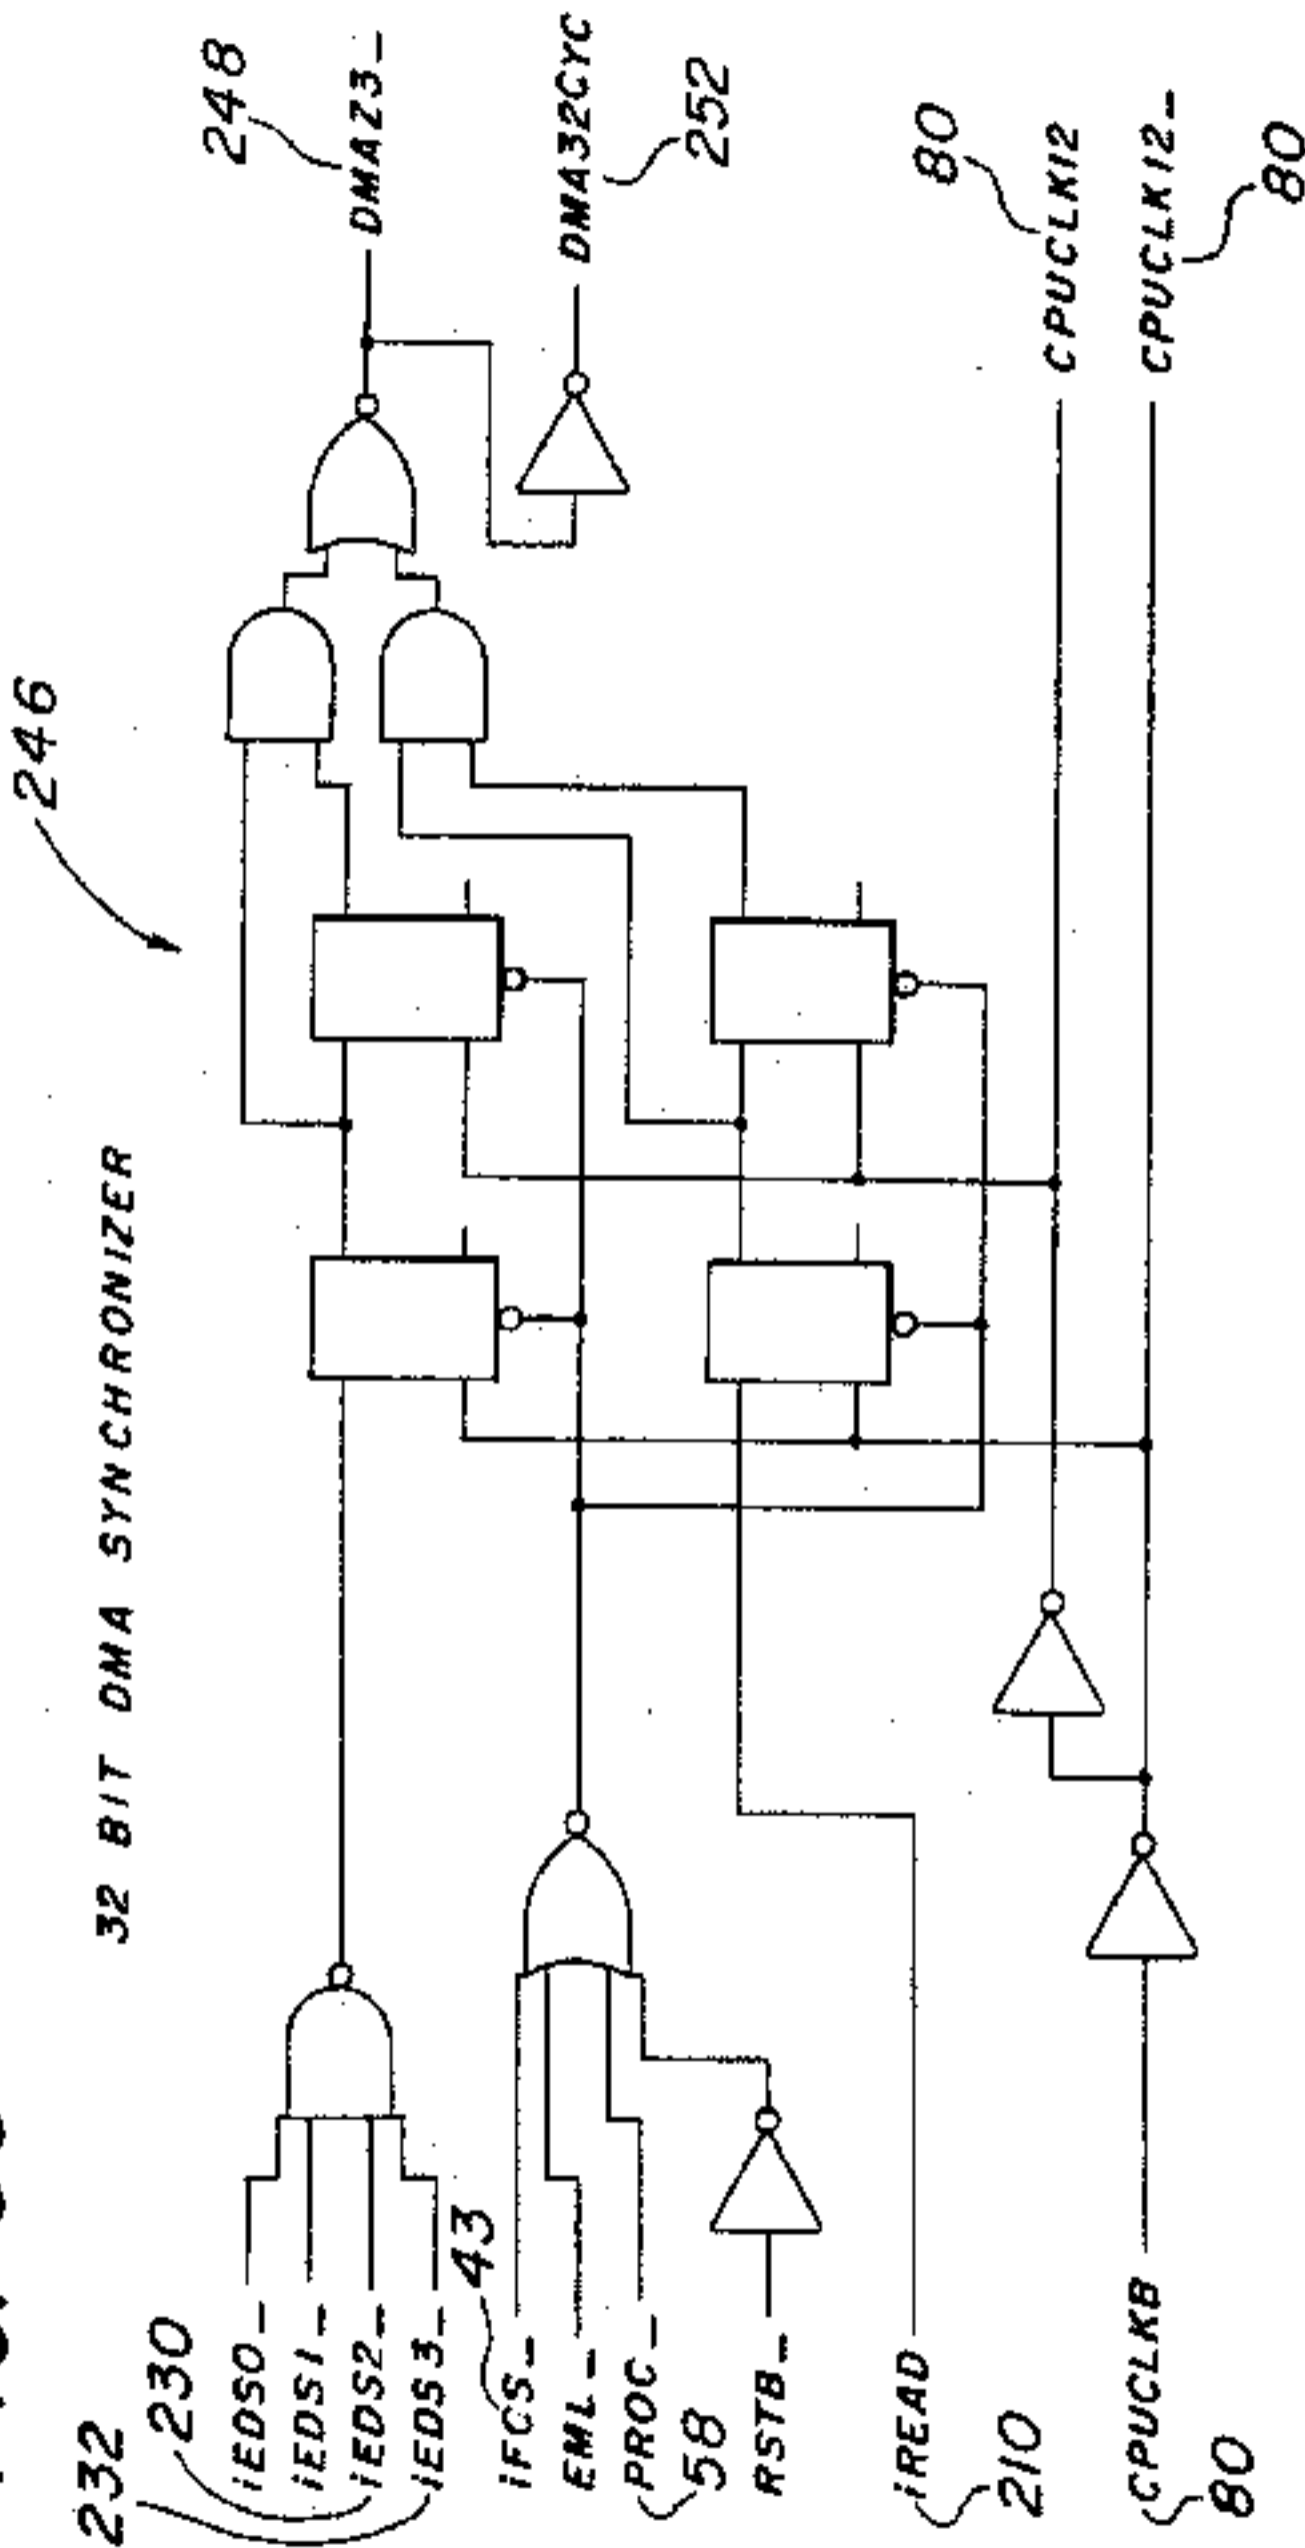 32 BIT DMA SYNCHRONIZER
246
232
230
iEDS0_
iEDS1_
iEDS2_
iEDS3_
43
iFCS_
EML_
PROC_
58
RSTB_
iREAD
210
CPUCLKB
80
248
DMAZ3_
DMA32CYC
252
80
CPUCLK12
CPUCLK12_
80